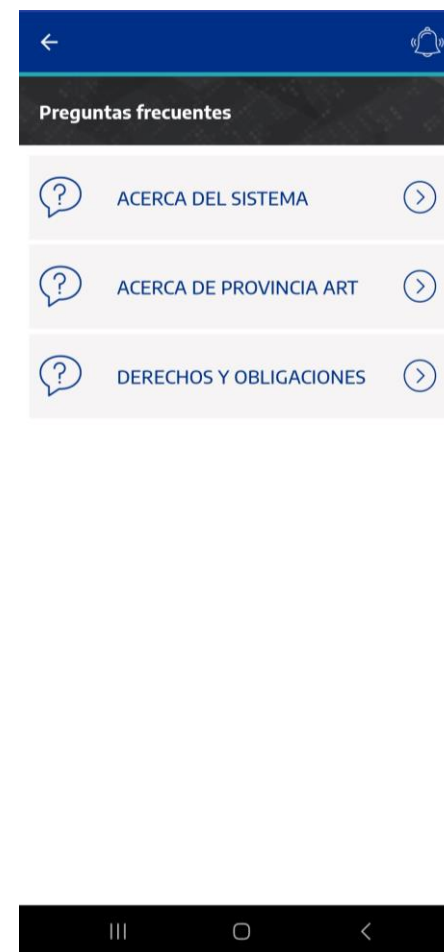 Preguntas frecuentes
ACERCA DEL SISTEMA
ACERCA DE PROVINCIA ART
DERECHOS Y OBLIGACIONES